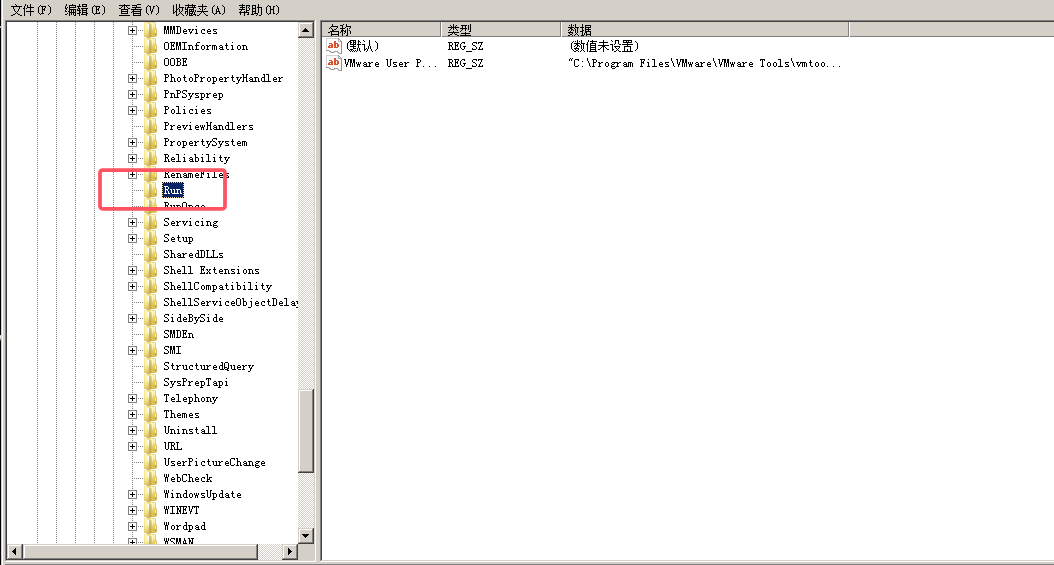 文件(F) 编辑(E) 查看(V) 收藏夹(A) 帮助(H)
MMDevices
OEMInformation
OOBE
PhotoPropertyHandler
PnPSysprep
Policies
PreviewHandlers
PropertySystem
Reliability
RenameFiles
Run
RunOnce
Servicing
Setup
SharedDLLs
Shell Extensions
ShellCompatibility
ShellServiceObjectDelay
SideBySide
SMDEn
SMI
StructuredQuery
SysPrepTapi
Telephony
Themes
Uninstall
URL
UserPictureChange
WebCheck
WindowsUpdate
WINEVT
Wordpad
WSMAN
名称 类型 数据
ab (默认) REG_SZ (数值未设置)
ab VMware User P... REG_SZ "C:\Program Files\VMware\VMware Tools\vmtoo...